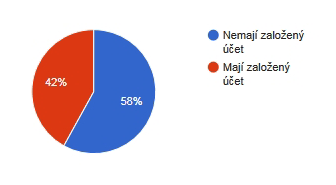 Nemají založený
účet
Mají založený
účet
42%
58%